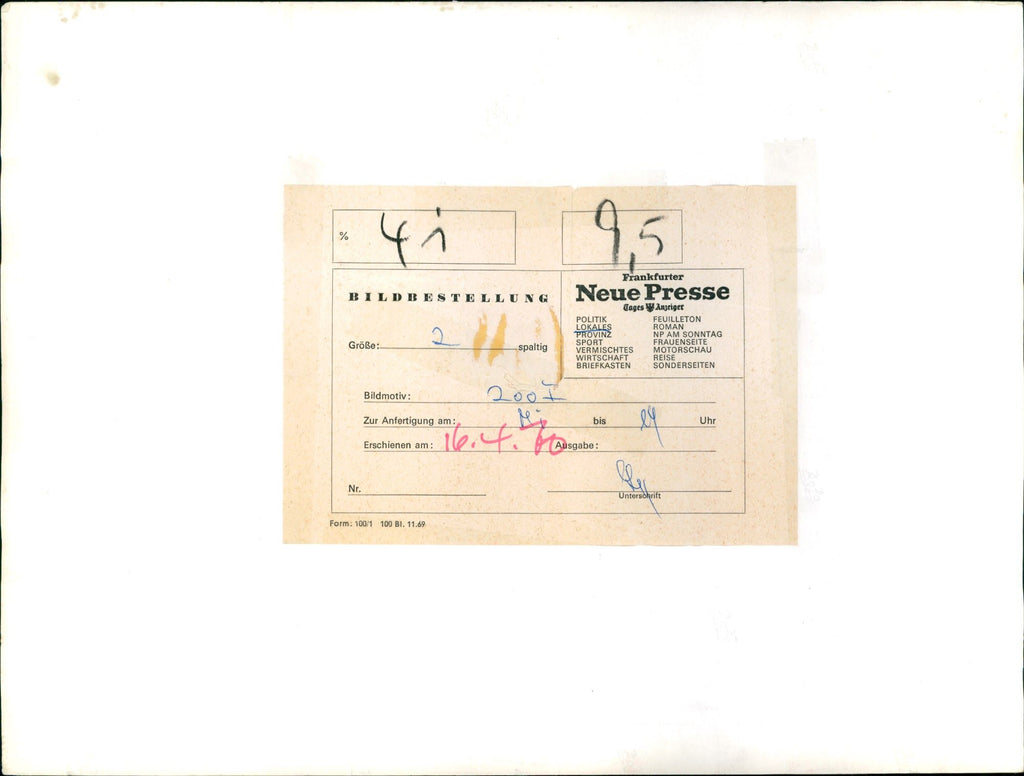 %
9,5
BILDBESTELLUNG
Größe: 2 spaltig
Frankfurter
Neue Presse
Tages Anzeiger
POLITIK FEUILLETON
LOKALES ROMAN
PROVINZ NP AM SONNTAG
SPORT FRAUENSEITE
VERMISCHTES MOTORSCHAU
WIRTSCHAFT REISE
BRIEFKASTEN SONDERSEITEN
Bildmotiv: Zoo I
Zur Anfertigung am: bis Uhr
Erschienen am: 16.4. Ausgabe:
Nr.
Unterschrift
Form: 100/1 100 Bl. 11.69